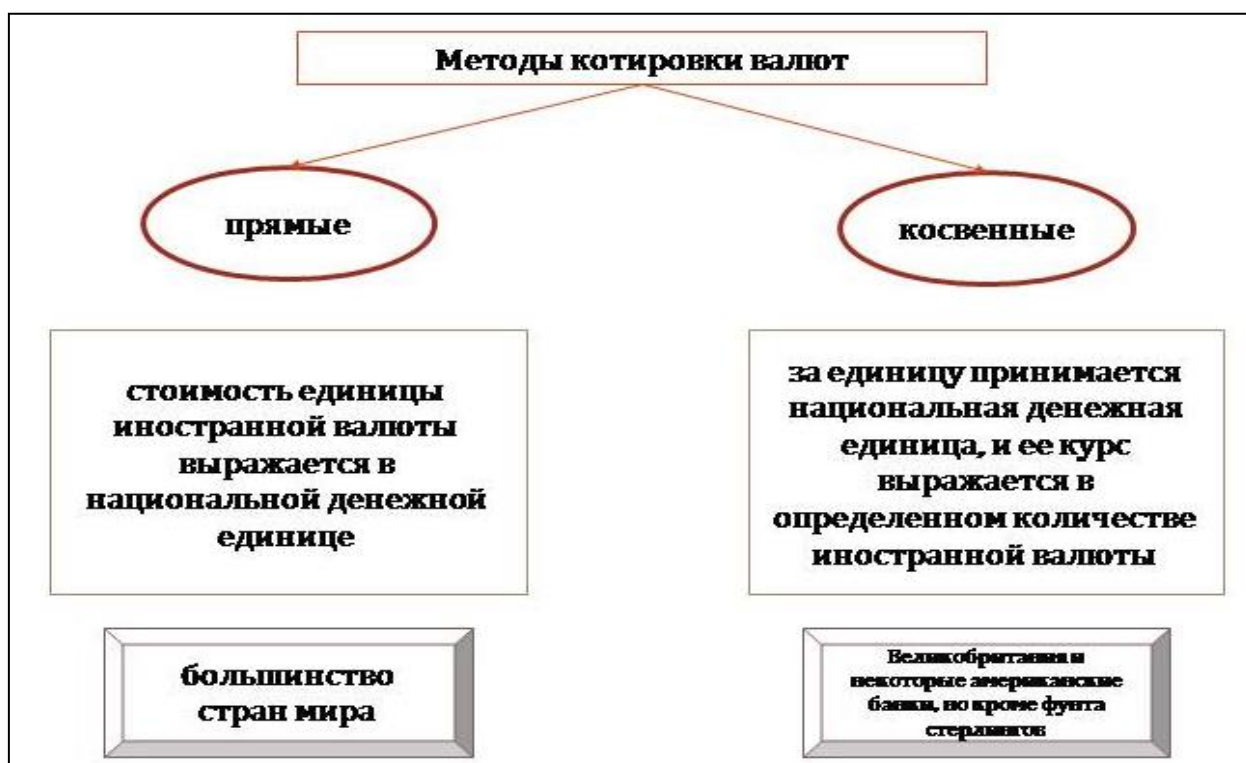 Методы котировки валют
прямые
косвенные
стоимость единицы
иностранной валюты
выражается в
национальной денежной
единице
за единицу принимается
национальная денежная
единица, и ее курс
выражается в
определенном количестве
иностранной валюты
большинство
стран мира
Великобритания и
некоторые американские
банки, но кроме фунта
стерлингов